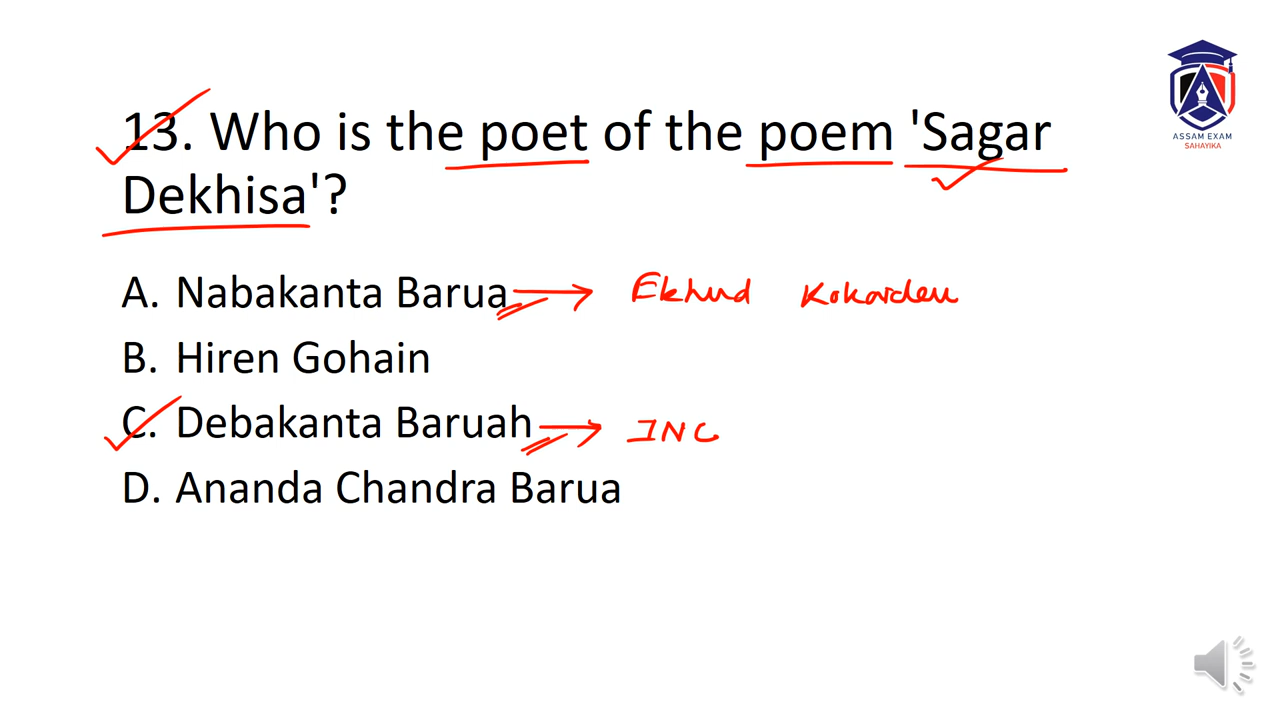 13. Who is the poet of the poem 'Sagar
Dekhisa'?
A. Nabakanta Barua → Ekhud Kokaideu
B. Hiren Gohain
C. Debakanta Baruah → INC
D. Ananda Chandra Barua
ASSAM EXAM
SAHAYIKA